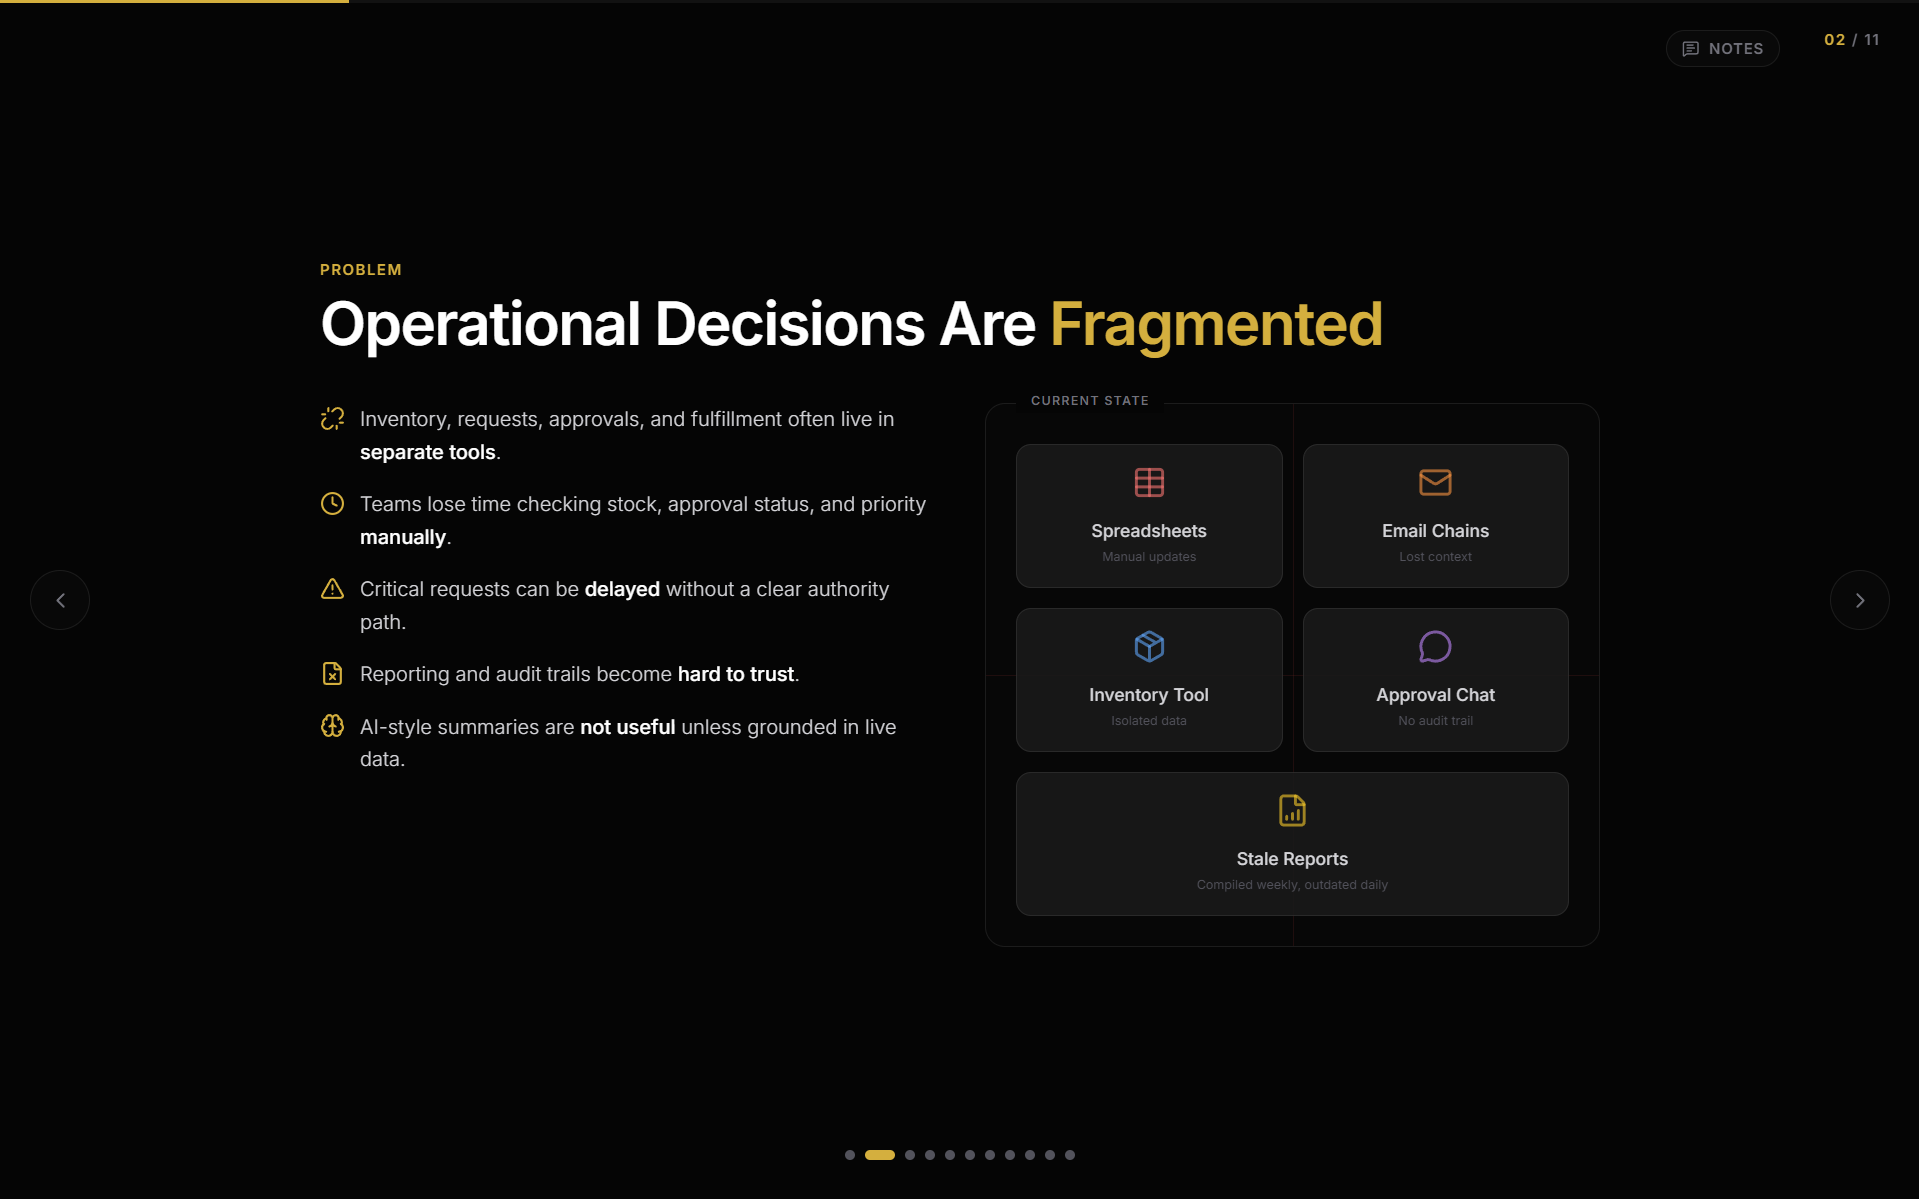 NOTES
02 / 11
PROBLEM
Operational Decisions Are Fragmented
Inventory, requests, approvals, and fulfillment often live in
separate tools.
Teams lose time checking stock, approval status, and priority
manually.
Critical requests can be delayed without a clear authority
path.
Reporting and audit trails become hard to trust.
AI-style summaries are not useful unless grounded in live
data.
CURRENT STATE
Spreadsheets
Manual updates
Email Chains
Lost context
Inventory Tool
Isolated data
Approval Chat
No audit trail
Stale Reports
Compiled weekly, outdated daily